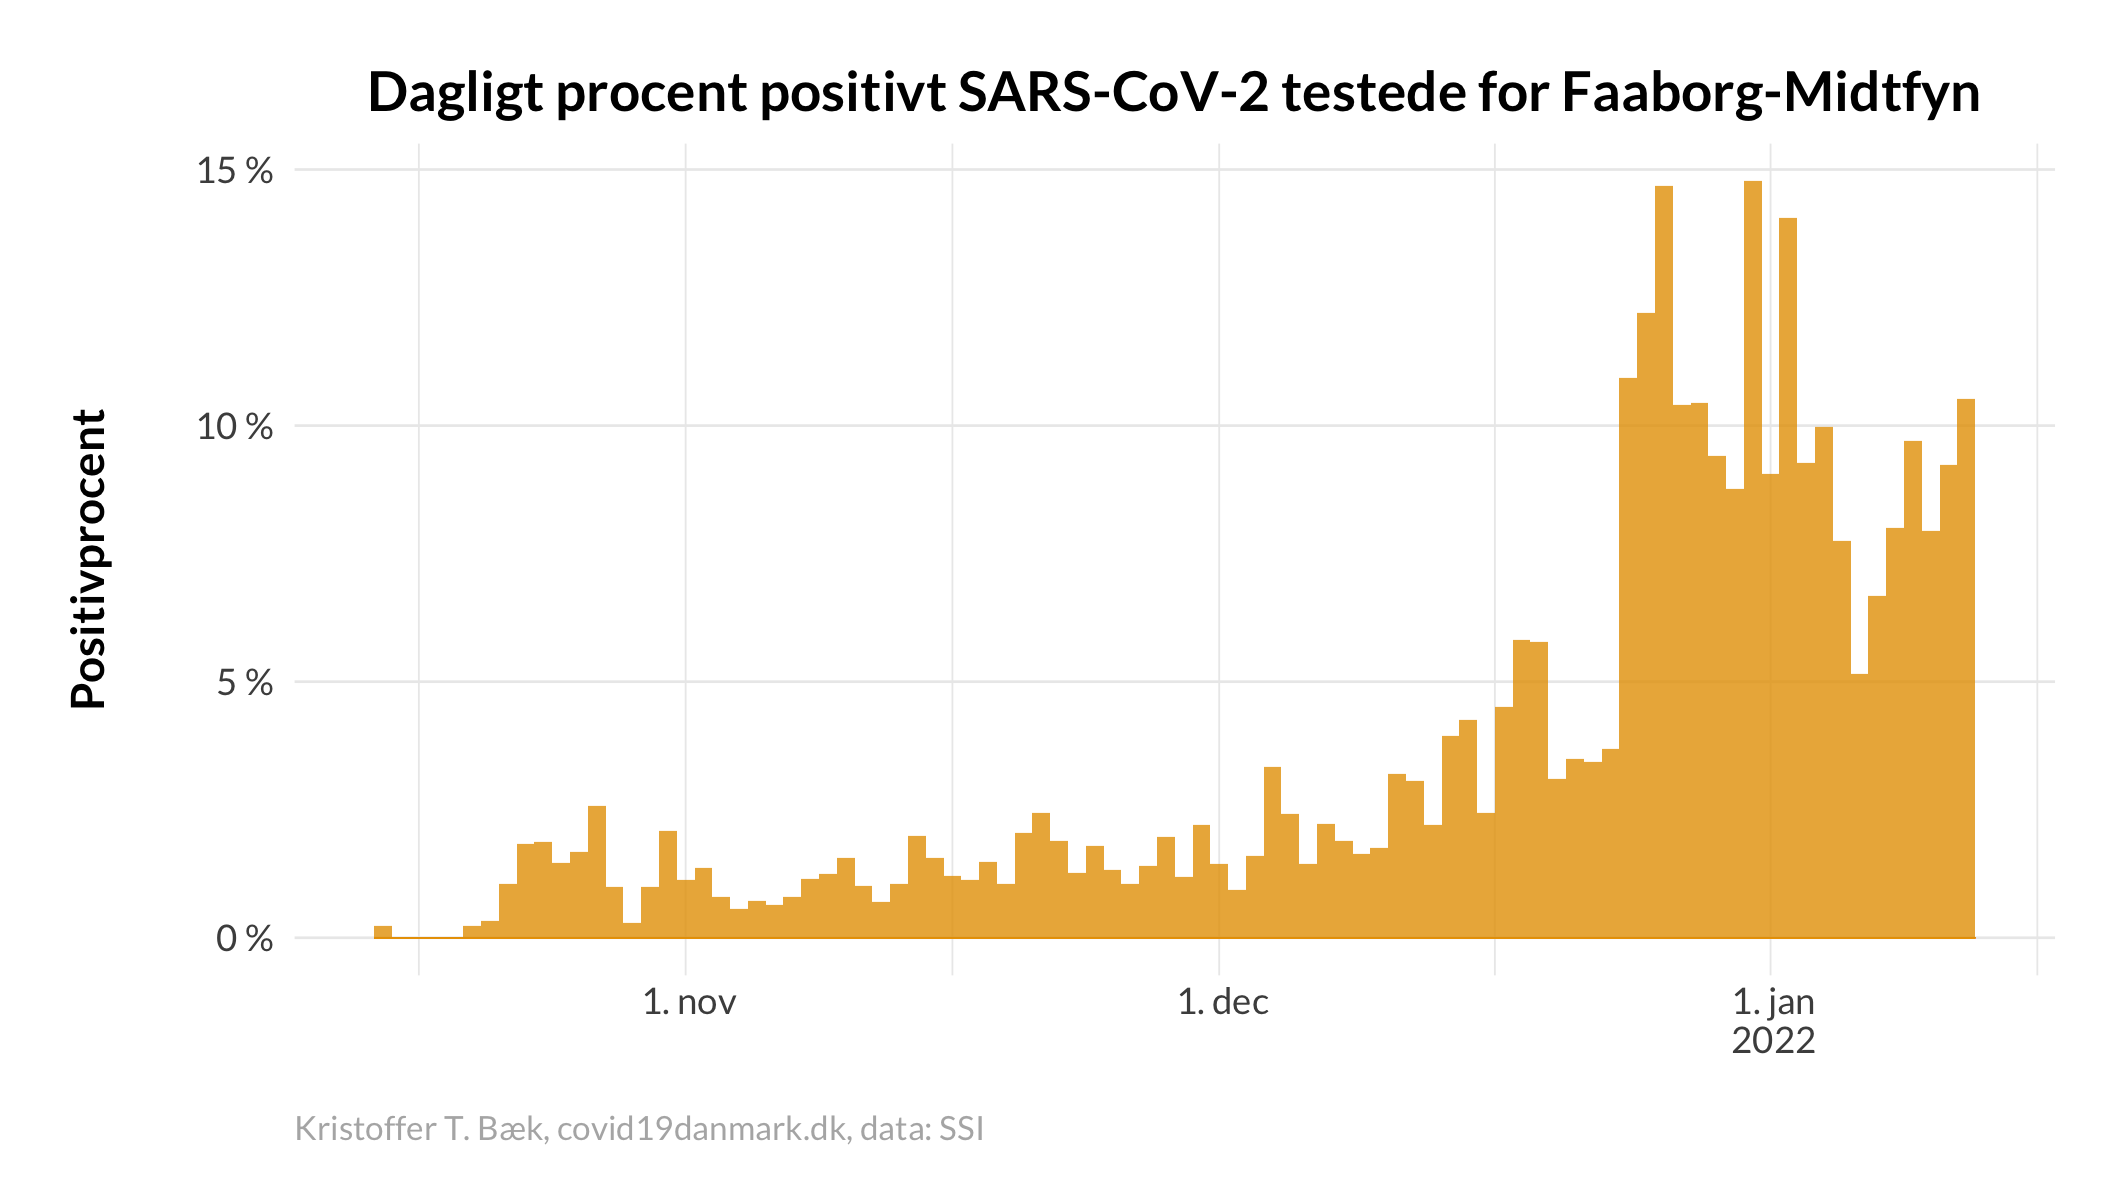 Dagligt procent positivt SARS-CoV-2 testede for Faaborg-Midtfyn
Positivprocent
15 %
10 %
5 %
0 %
1. nov
1. dec
1. jan
2022
Kristoffer T. Bæk, covid19danmark.dk, data: SSI